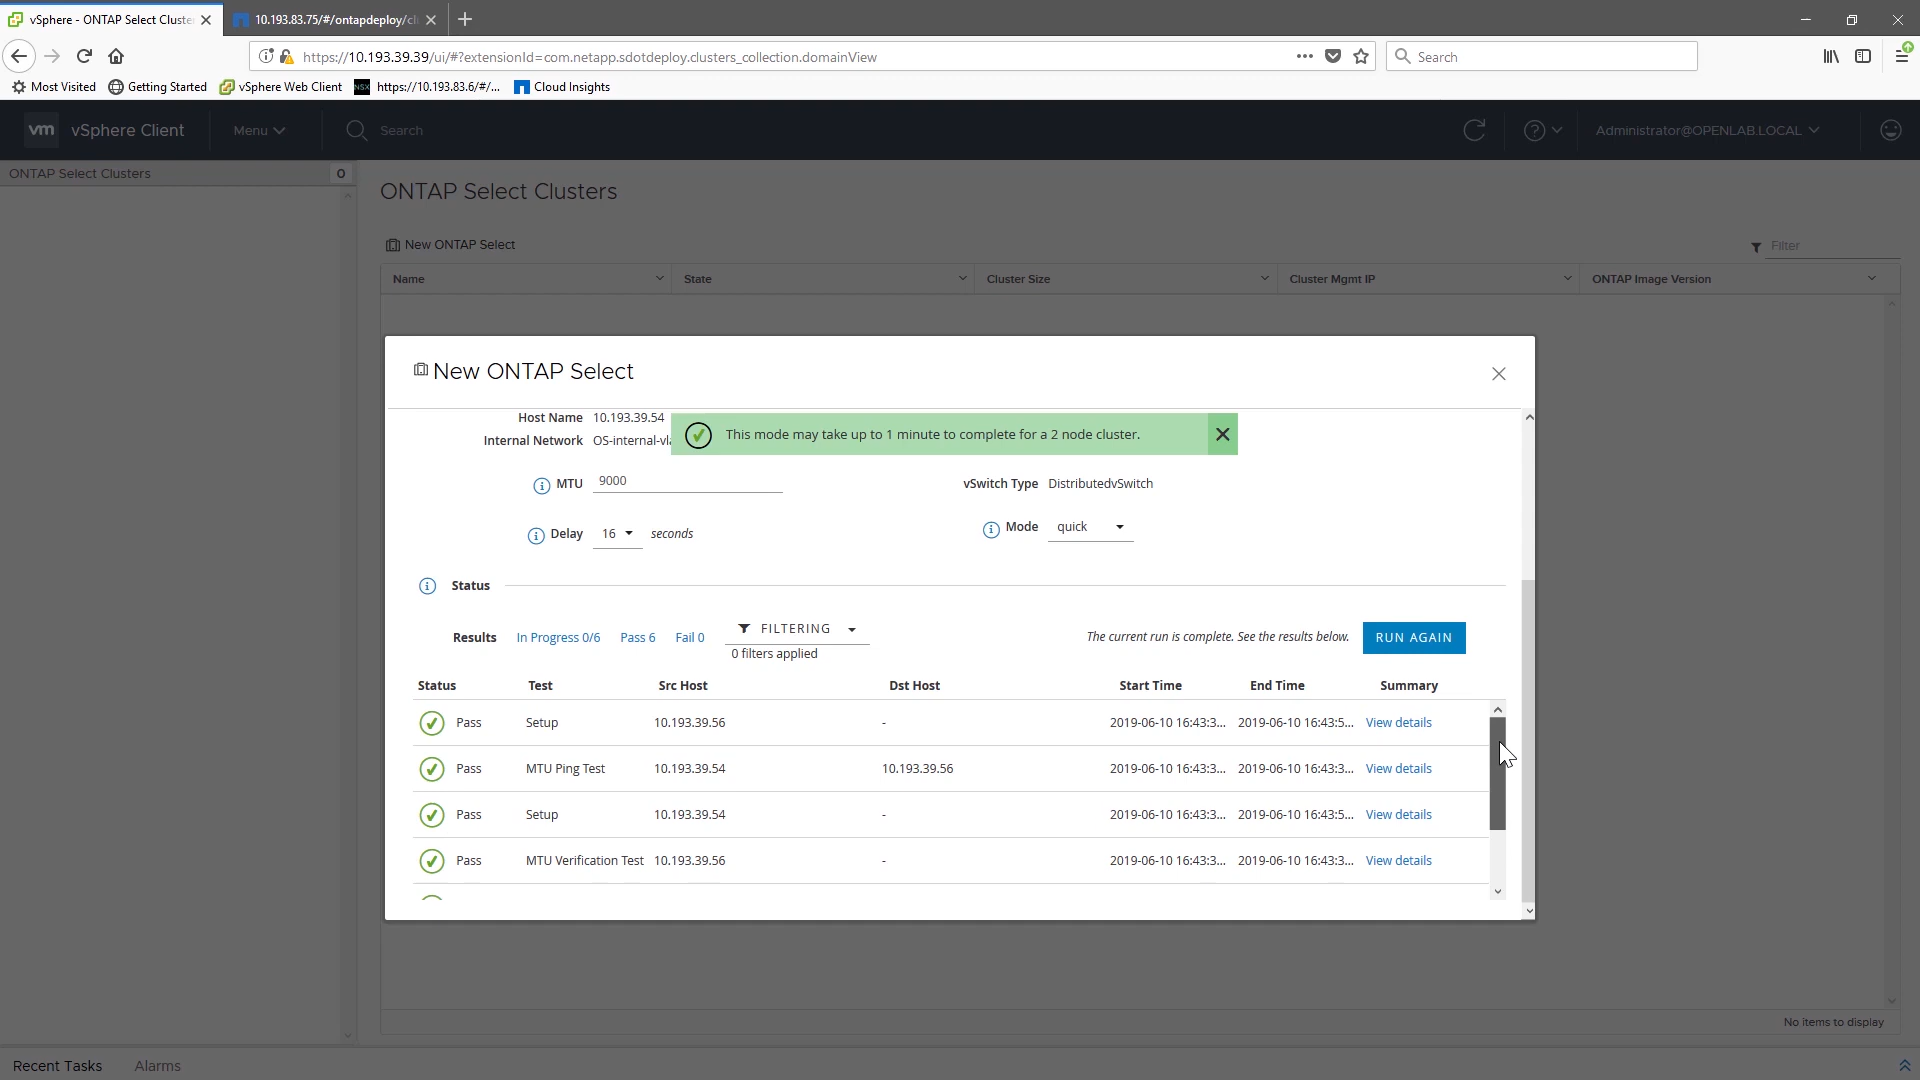 vSphere - ONTAP Select Cluste
10.193.83.75/#/ontapdeploy/cl
https://10.193.39.39/ui/#?extensionId=com.netapp.sdotdeploy.clusters_collection.domainView
Search
Most Visited
Getting Started
vSphere Web Client
NSX
https://10.193.83.6/#/...
Cloud Insights
vm
vSphere Client
Menu
Search
Administrator@OPENLAB.LOCAL
ONTAP Select Clusters
0
ONTAP Select Clusters
New ONTAP Select
Filter
Name
State
Cluster Size
Cluster Mgmt IP
ONTAP Image Version
New ONTAP Select
Host Name 10.193.39.54
This mode may take up to 1 minute to complete for a 2 node cluster.
Internal Network OS-internal-vl
MTU 9000
vSwitch Type DistributedvSwitch
Delay 16 seconds
Mode quick
Status
Results In Progress 0/6 Pass 6 Fail 0
FILTERING
0 filters applied
The current run is complete. See the results below.
RUN AGAIN
Status Test Src Host Dst Host Start Time End Time Summary
Pass Setup 10.193.39.56 - 2019-06-10 16:43:3... 2019-06-10 16:43:5... View details
Pass MTU Ping Test 10.193.39.54 10.193.39.56 2019-06-10 16:43:3... 2019-06-10 16:43:3... View details
Pass Setup 10.193.39.54 - 2019-06-10 16:43:3... 2019-06-10 16:43:5... View details
Pass MTU Verification Test 10.193.39.56 - 2019-06-10 16:43:3... 2019-06-10 16:43:3... View details
No items to display
Recent Tasks
Alarms